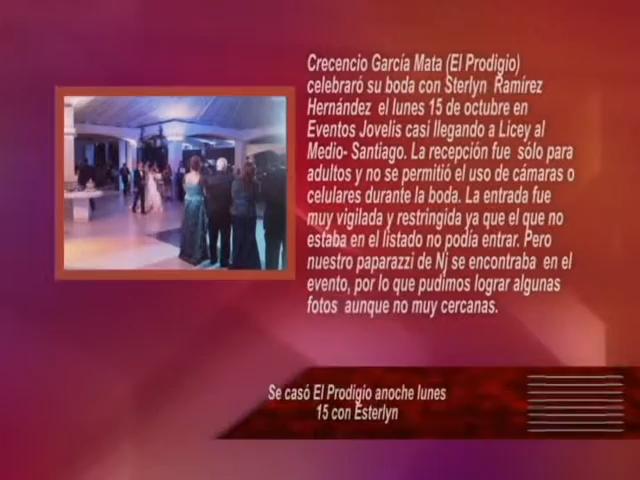 Crecencio García Mata (El Prodigio)
celebraró su boda con Sterlyn Ramírez
Hernández el lunes 15 de octubre en
Eventos Jovelis casi llegando a Licey al
Medio- Santiago. La recepción fue sólo para
adultos y no se permitió el uso de cámaras o
celulares durante la boda. La entrada fue
muy vigilada y restringida ya que el que no
estaba en el listado no podía entrar. Pero
nuestro paparazzi de Nj se encontraba en el
evento, por lo que pudimos lograr algunas
fotos aunque no muy cercanas.
Se casó El Prodigio anoche lunes
15 con Esterlyn